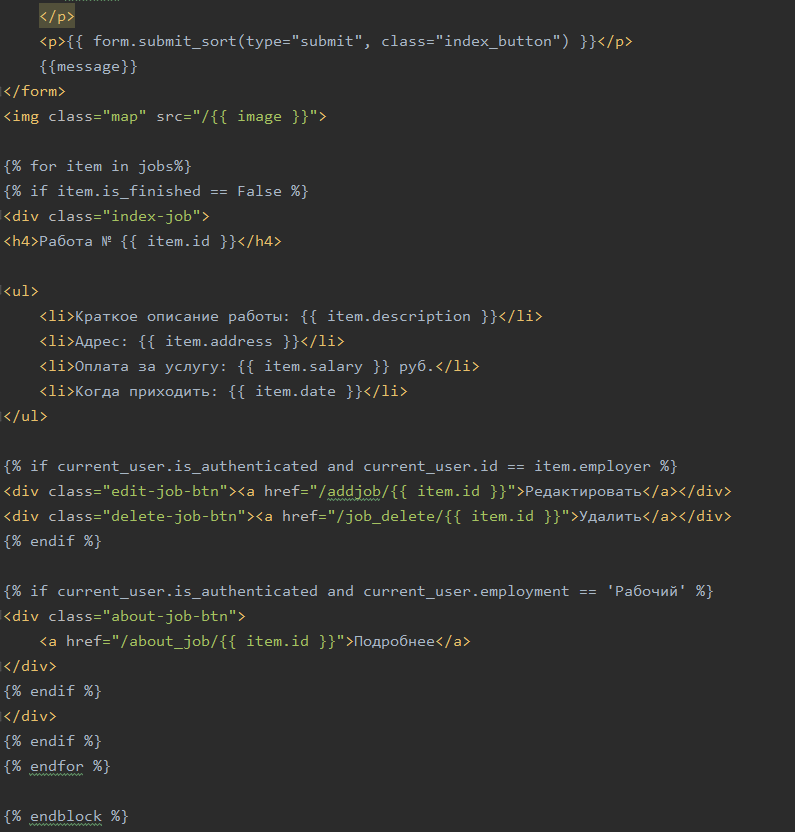 </p>
<p>{{ form.submit_sort(type="submit", class="index_button") }}</p>
{{message}}
</form>
<img class="map" src="/{{ image }}">
{% for item in jobs%}
{% if item.is_finished == False %}
<div class="index-job">
<h4>Работа № {{ item.id }}</h4>
<ul>
<li>Краткое описание работы: {{ item.description }}</li>
<li>Адрес: {{ item.address }}</li>
<li>Оплата за услугу: {{ item.salary }} руб.</li>
<li>Когда приходить: {{ item.date }}</li>
</ul>
{% if current_user.is_authenticated and current_user.id == item.employer %}
<div class="edit-job-btn"><a href="/addjob/{{ item.id }}">Редактировать</a></div>
<div class="delete-job-btn"><a href="/job_delete/{{ item.id }}">Удалить</a></div>
{% endif %}
{% if current_user.is_authenticated and current_user.employment == 'Рабочий' %}
<div class="about-job-btn">
<a href="/about_job/{{ item.id }}">Подробнее</a>
</div>
{% endif %}
</div>
{% endif %}
{% endfor %}
{% endblock %}